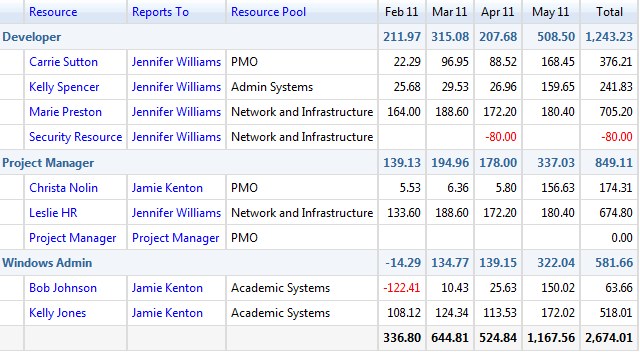 Resource Reports To Resource Pool Feb 11 Mar 11 Apr 11 May 11 Total
Developer 211.97 315.08 207.68 508.50 1,243.23
Carrie Sutton Jennifer Williams PMO 22.29 96.95 88.52 168.45 376.21
Kelly Spencer Jennifer Williams Admin Systems 25.68 29.53 26.96 159.65 241.83
Marie Preston Jennifer Williams Network and Infrastructure 164.00 188.60 172.20 180.40 705.20
Security Resource Jennifer Williams Network and Infrastructure -80.00 -80.00
Project Manager 139.13 194.96 178.00 337.03 849.11
Christa Nolin Jamie Kenton PMO 5.53 6.36 5.80 156.63 174.31
Leslie HR Jennifer Williams Network and Infrastructure 133.60 188.60 172.20 180.40 674.80
Project Manager Project Manager PMO 0.00
Windows Admin -14.29 134.77 139.15 322.04 581.66
Bob Johnson Jamie Kenton Academic Systems -122.41 10.43 25.63 150.02 63.66
Kelly Jones Jamie Kenton Academic Systems 108.12 124.34 113.53 172.02 518.01
336.80 644.81 524.84 1,167.56 2,674.01